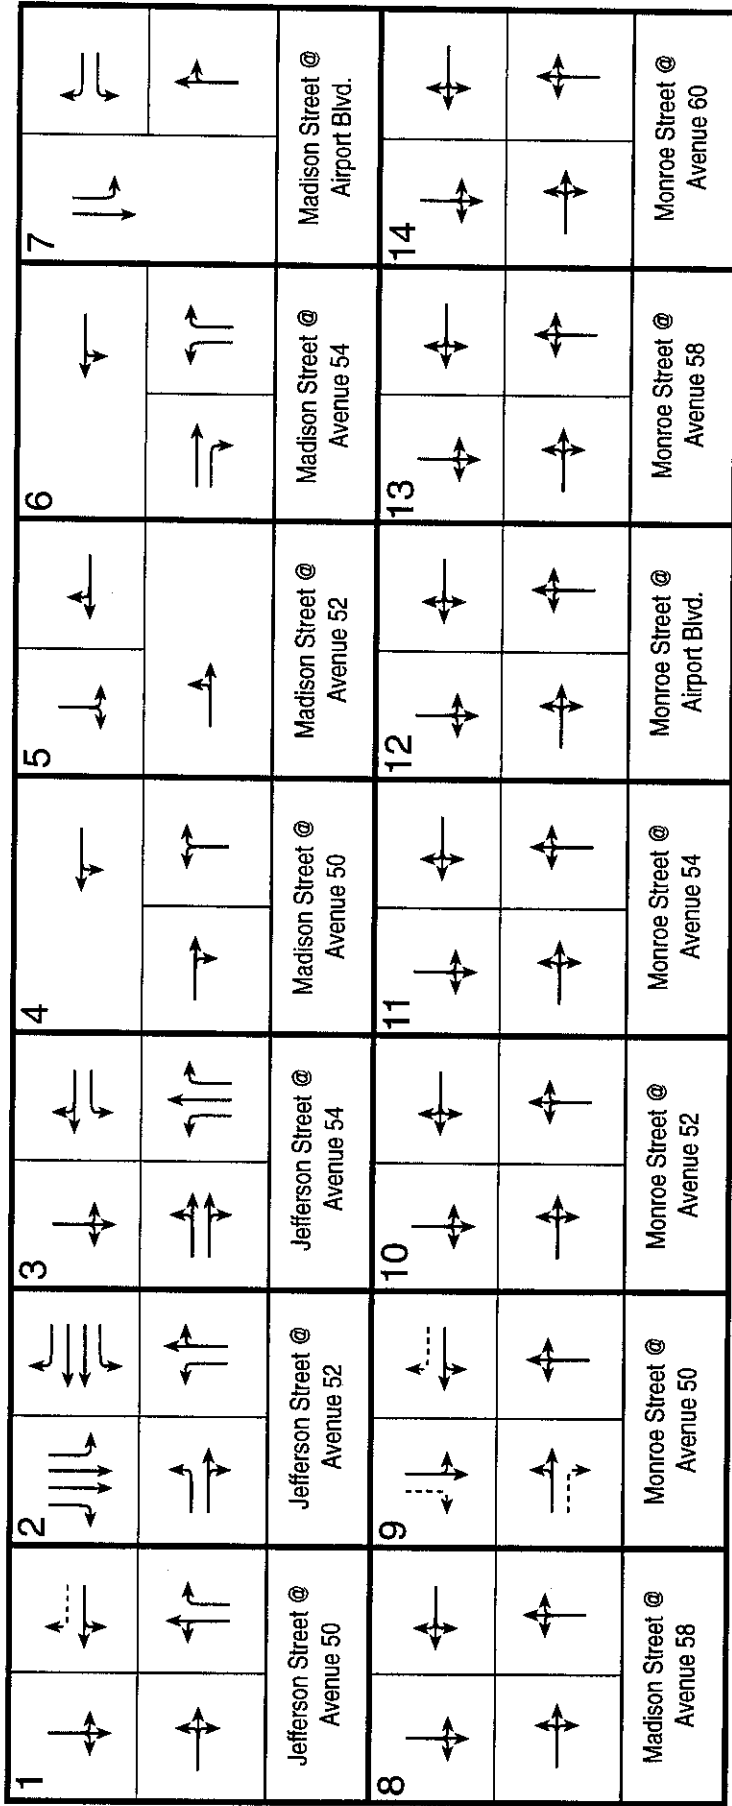 1
Jefferson Street @
Avenue 50
2
Jefferson Street @
Avenue 52
3
Jefferson Street @
Avenue 54
4
Madison Street @
Avenue 50
5
Madison Street @
Avenue 52
6
Madison Street @
Avenue 54
7
Madison Street @
Airport Blvd.
8
Madison Street @
Avenue 58
9
Monroe Street @
Avenue 50
10
Monroe Street @
Avenue 52
11
Monroe Street @
Avenue 54
12
Monroe Street @
Airport Blvd.
13
Monroe Street @
Avenue 58
14
Monroe Street @
Avenue 60